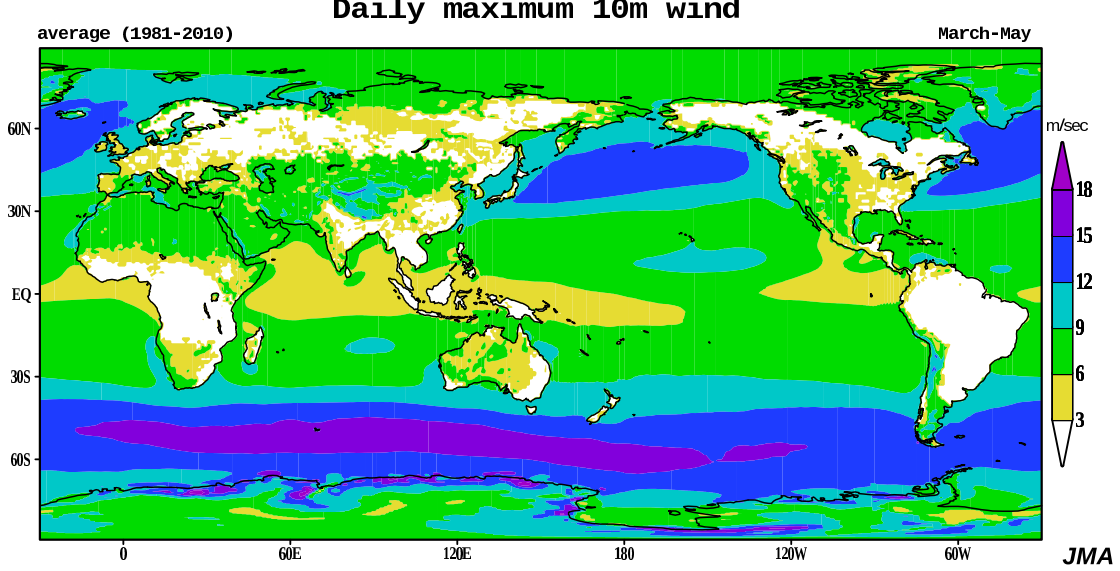 Daily maximum 10m wind
average (1981-2010) March-May
60N
30N
EQ
30S
60S
0 60E 120E 180 120W 60W
m/sec
18
15
12
9
6
3
JMA